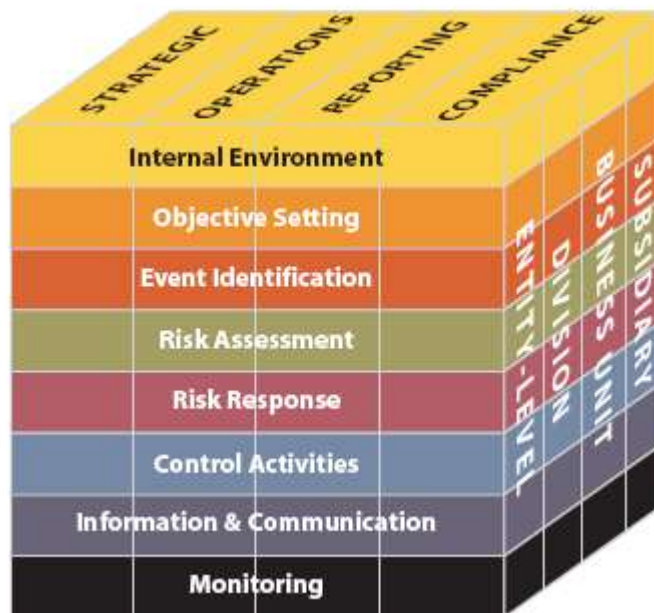 STRATEGIC
OPERATIONS
REPORTING
COMPLIANCE
Internal Environment
Objective Setting
Event Identification
Risk Assessment
Risk Response
Control Activities
Information & Communication
Monitoring
ENTITY-LEVEL
DIVISION
BUSINESS UNIT
SUBSIDIARY